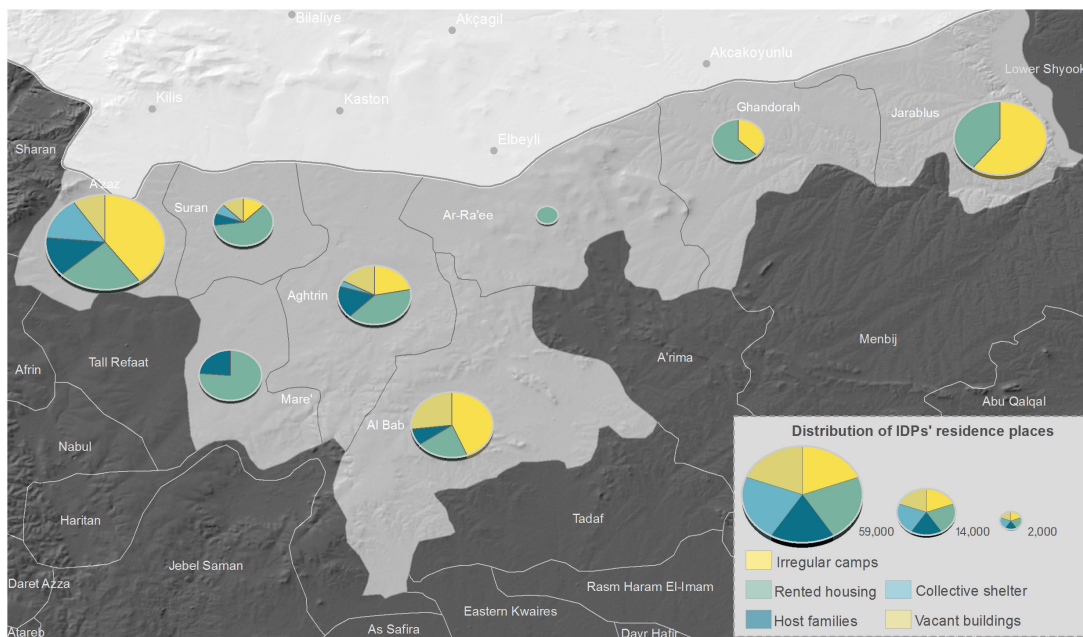 Bilaliye
Akçagil
Akcakoyunlu
Lower Shyook
Kilis
Kaston
Ghandorah
Jarablus
Elbeyli
Sharan
A'zaz
Suran
Ar-Ra'ee
Aghtrin
Menbij
Tall Refaat
A'rima
Afrin
Mare'
Abu Qalqal
Al Bab
Nabul
Haritan
Tadaf
Jebel Saman
Daret Azza
Rasm Haram El-Imam
Eastern Kwaires
Atareb
As Safira
Dayr Hafir
Distribution of IDPs' residence places
59,000
14,000
2,000
Irregular camps
Rented housing
Collective shelter
Host families
Vacant buildings